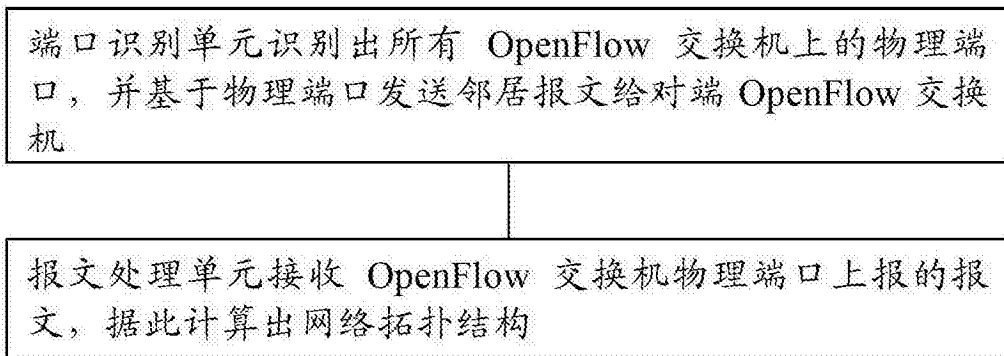 端口识别单元识别出所有 OpenFlow 交换机上的物理端
口，并基于物理端口发送邻居报文给对端 OpenFlow 交换
机
报文处理单元接收 OpenFlow 交换机物理端口上报的报
文，据此计算出网络拓扑结构